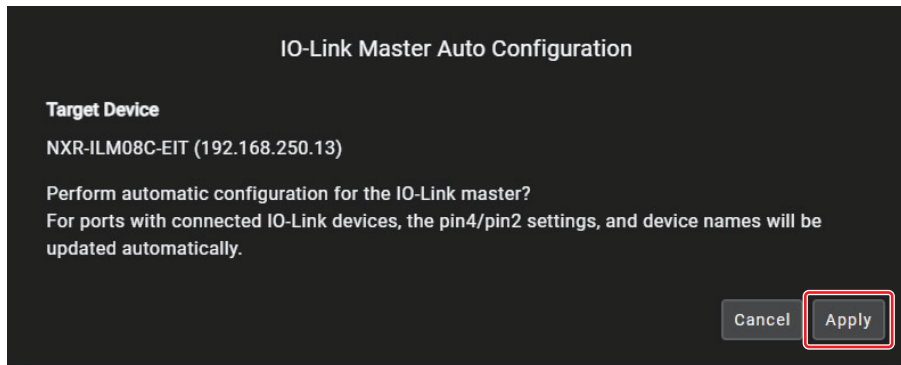 IO-Link Master Auto Configuration
Target Device
NXR-ILM08C-EIT (192.168.250.13)
Perform automatic configuration for the IO-Link master?
For ports with connected IO-Link devices, the pin4/pin2 settings, and device names will be
updated automatically.
Cancel Apply